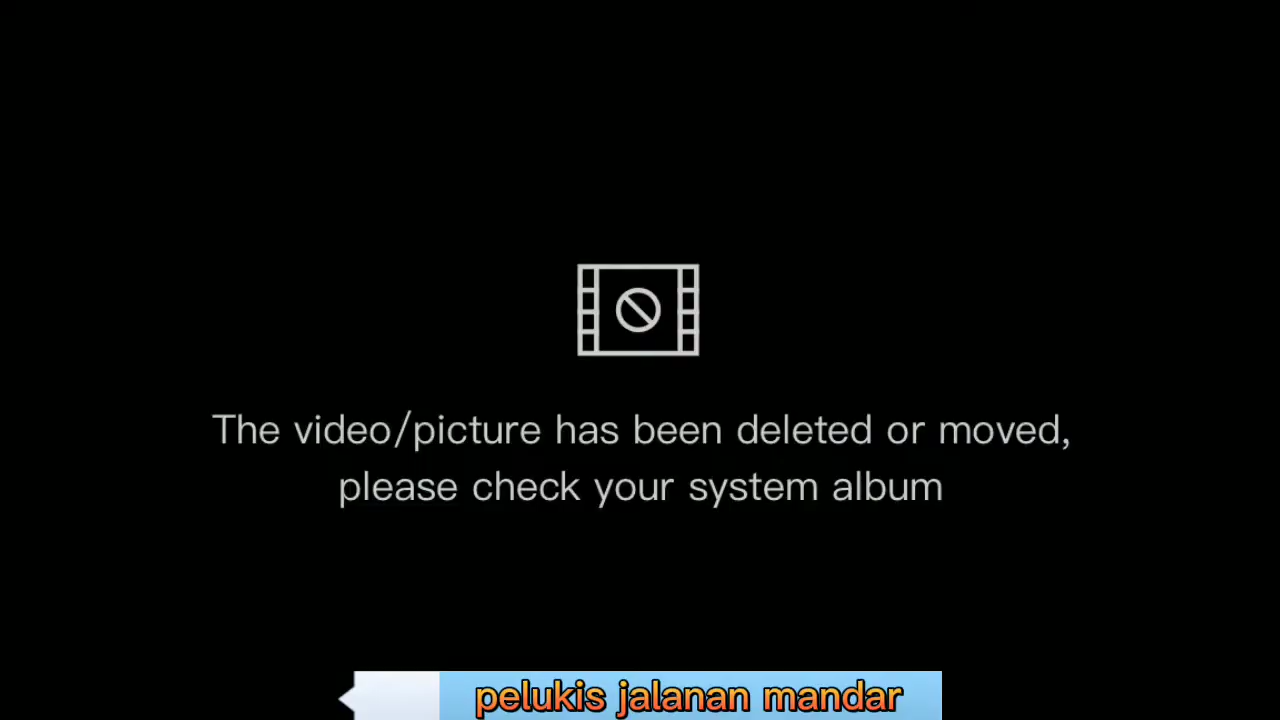 The video/picture has been deleted or moved,
please check your system album
pelukis jalanan mandar